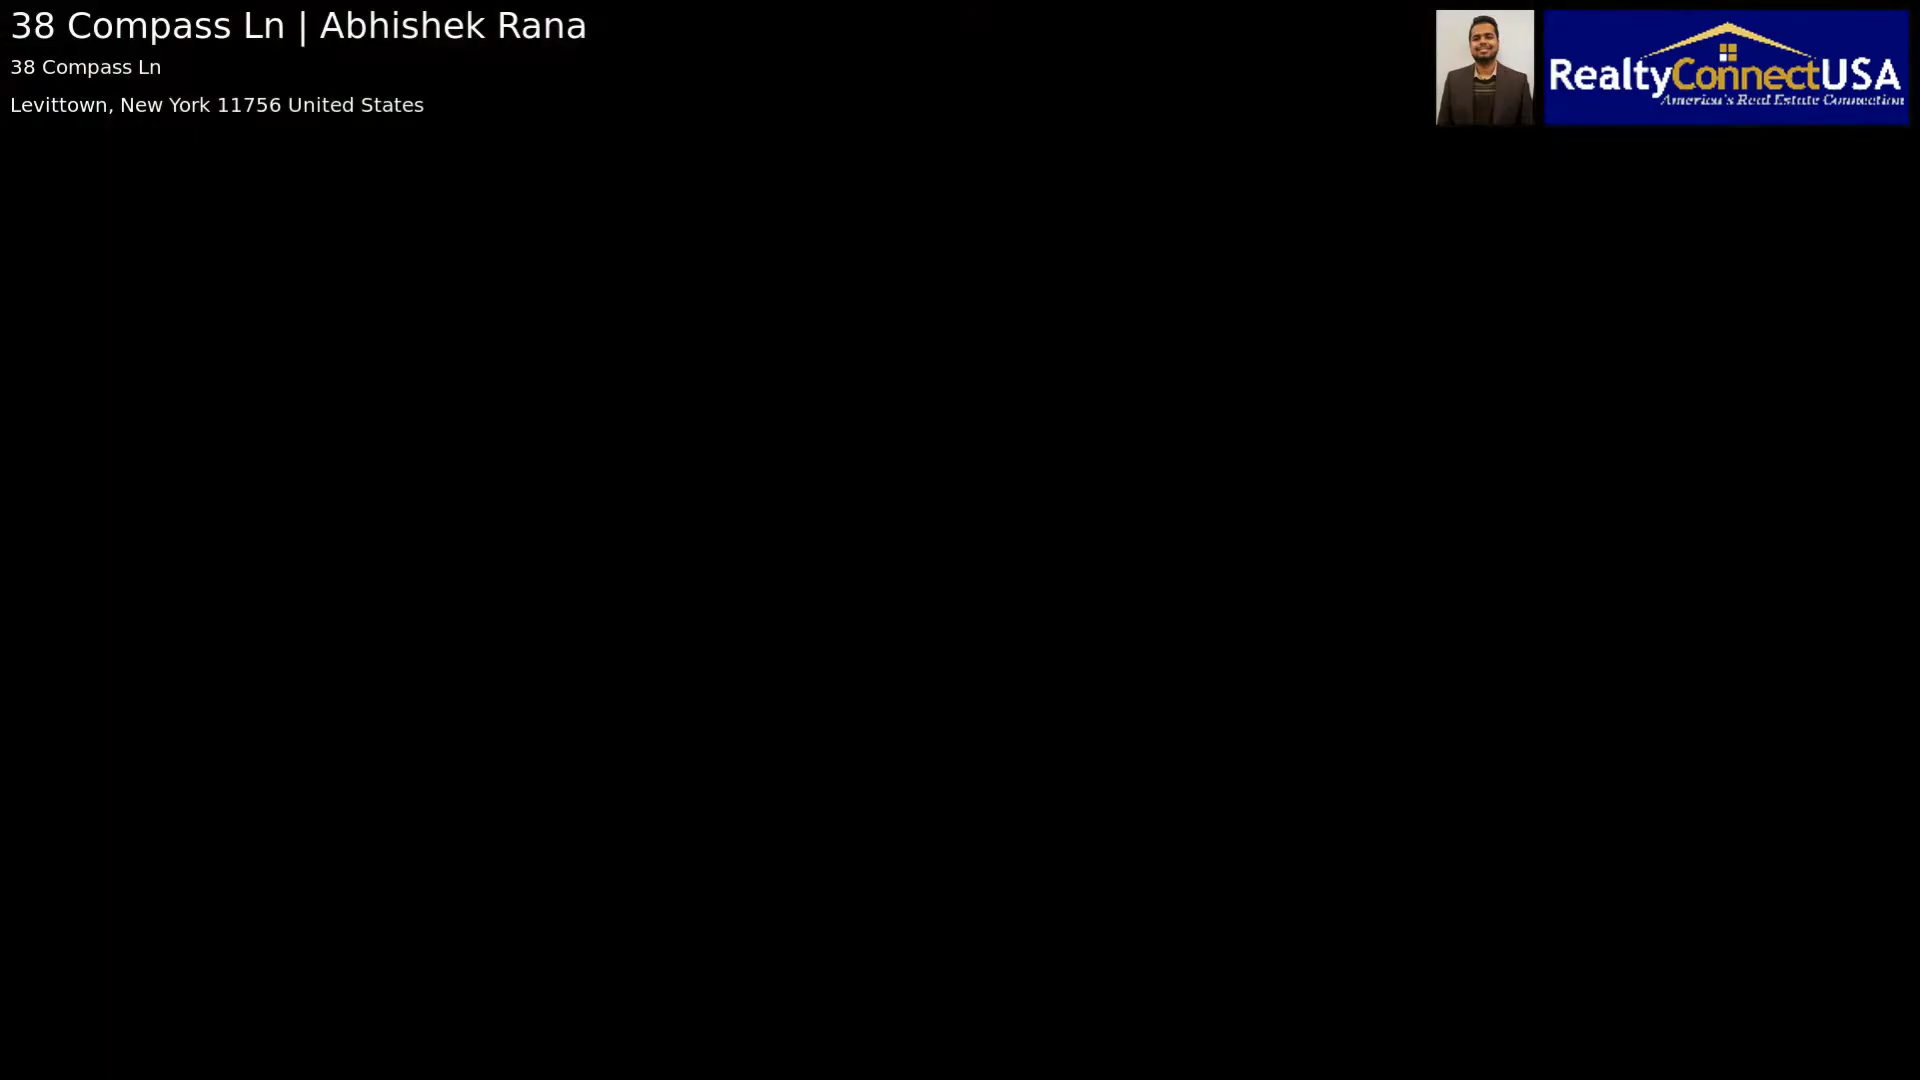 38 Compass Ln | Abhishek Rana
38 Compass Ln
Levittown, New York 11756 United States
RealtyConnectUSA
America's Real Estate Connection